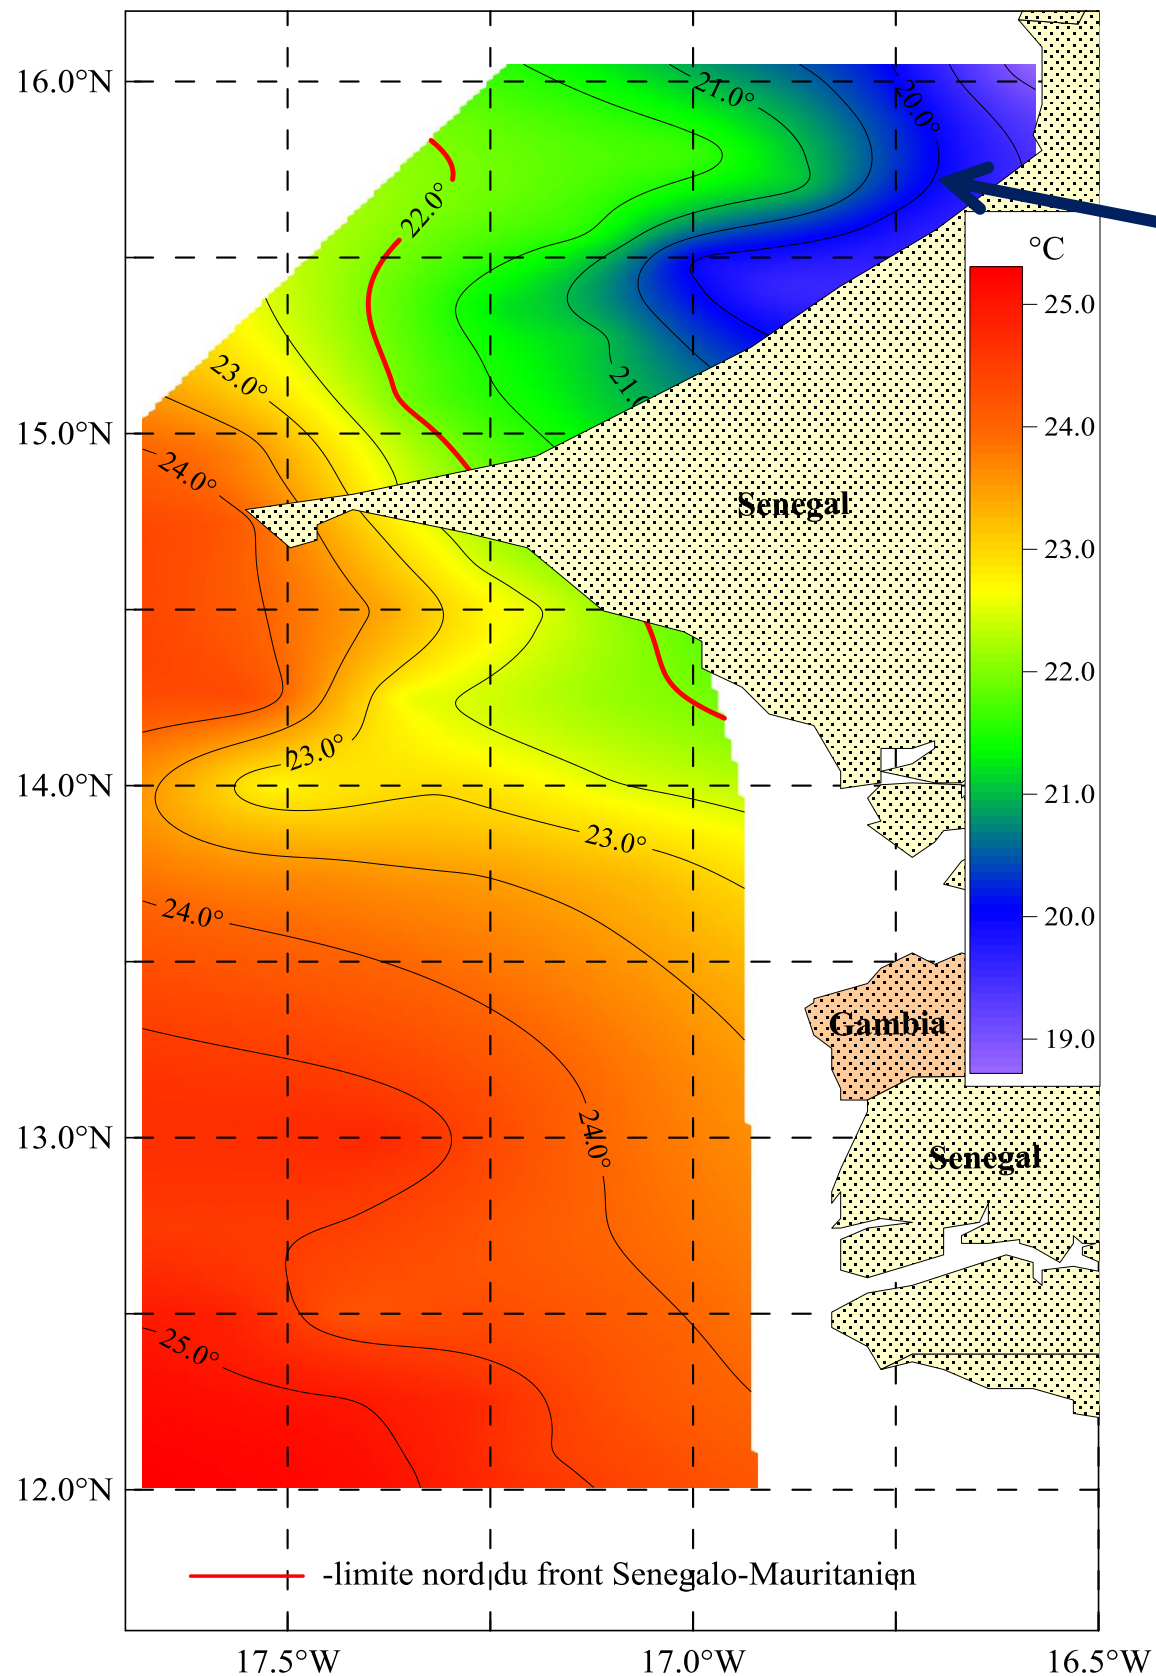 16.0°N
21.0°
20.0°
22.0°
°C
25.0
23.0°
21.0
15.0°N
24.0
24.0°
Senegal
23.0
22.0
23.0°
14.0°N
21.0
23.0°
24.0°
20.0
Gambia
19.0
24.0°
13.0°N
Senegal
25.0°
12.0°N
-limite nord du front Senegalo-Mauritanien
17.5°W
17.0°W
16.5°W